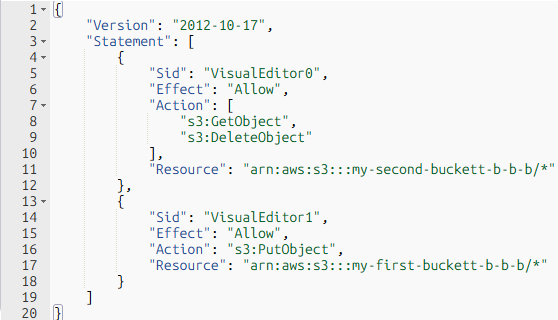 1 {
2     "Version": "2012-10-17",
3     "Statement": [
4         {
5             "Sid": "VisualEditor0",
6             "Effect": "Allow",
7             "Action": [
8                 "s3:GetObject",
9                 "s3:DeleteObject"
10             ],
11             "Resource": "arn:aws:s3:::my-second-buckett-b-b-b/*"
12         },
13         {
14             "Sid": "VisualEditor1",
15             "Effect": "Allow",
16             "Action": "s3:PutObject",
17             "Resource": "arn:aws:s3:::my-first-buckett-b-b-b/*"
18         }
19     ]
20 }